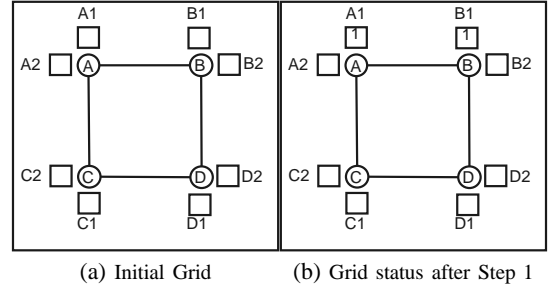 A1 B1 A1 B1
1 1
A2 A B B2 A2 A B B2
C2 C D D2 C2 C D D2
C1 D1 C1 D1
(a) Initial Grid (b) Grid status after Step 1